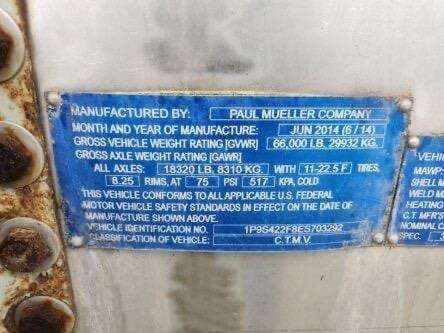 MANUFACTURED BY: PAUL MUELLER COMPANY
MONTH AND YEAR OF MANUFACTURE: JUN 2014 (6/14)
GROSS VEHICLE WEIGHT RATING [GVWR] 66,000 LB, 29932 KG.
GROSS AXLE WEIGHT RATING [GAWR]
ALL AXLES: 18320 LB, 8310 KG. WITH 11-22.5 F TIRES,
8.25 RIMS, AT 75 PSI 517 KPA, COLD
THIS VEHICLE CONFORMS TO ALL APPLICABLE U.S. FEDERAL
MOTOR VEHICLE SAFETY STANDARDS IN EFFECT ON THE DATE OF
MANUFACTURE SHOWN ABOVE.
VEHICLE IDENTIFICATION NO. 1P9S422F8ES703292
CLASSIFICATION OF VEHICLE: C.T.M.V.
VEHI
MAWP:
SHELL M
WELD MA
HEATING
C.T. MFR'S
NOMINAL C
SPEC. 3